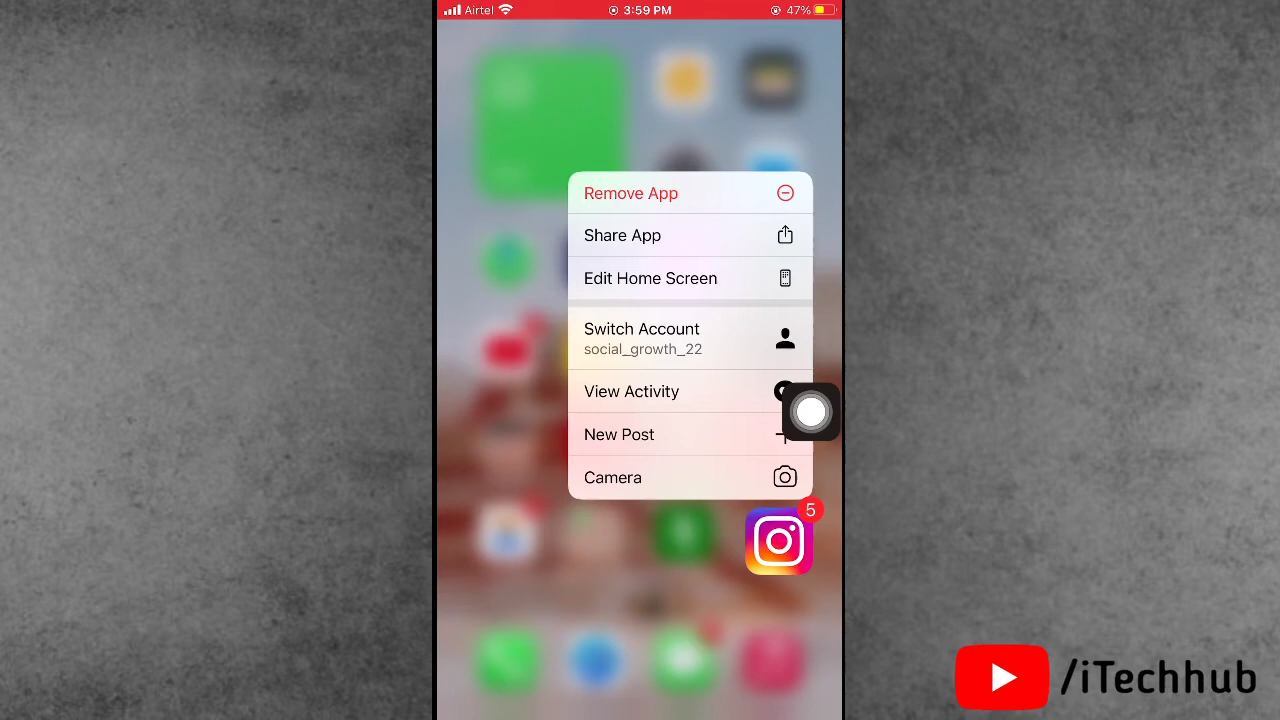 Airtel 3:59 PM 47%
Remove App
Share App
Edit Home Screen
Switch Account
social_growth_22
View Activity
New Post
Camera
5
/iTechhub